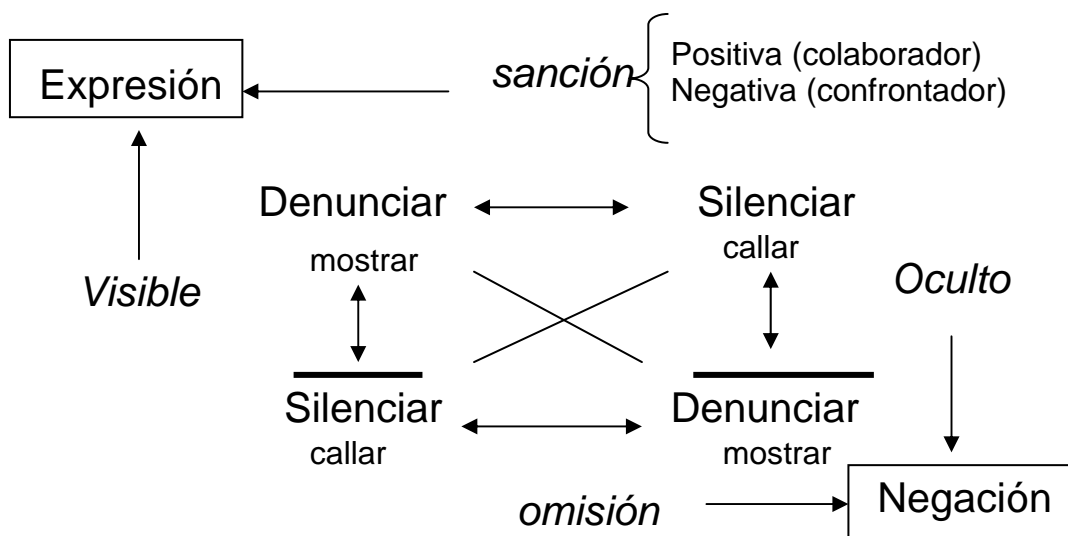 Expresión
sanción
Positiva (colaborador)
Negativa (confrontador)
Denunciar
Silenciar
mostrar
callar
Visible
Oculto
Silenciar
Denunciar
callar
mostrar
omisión
Negación